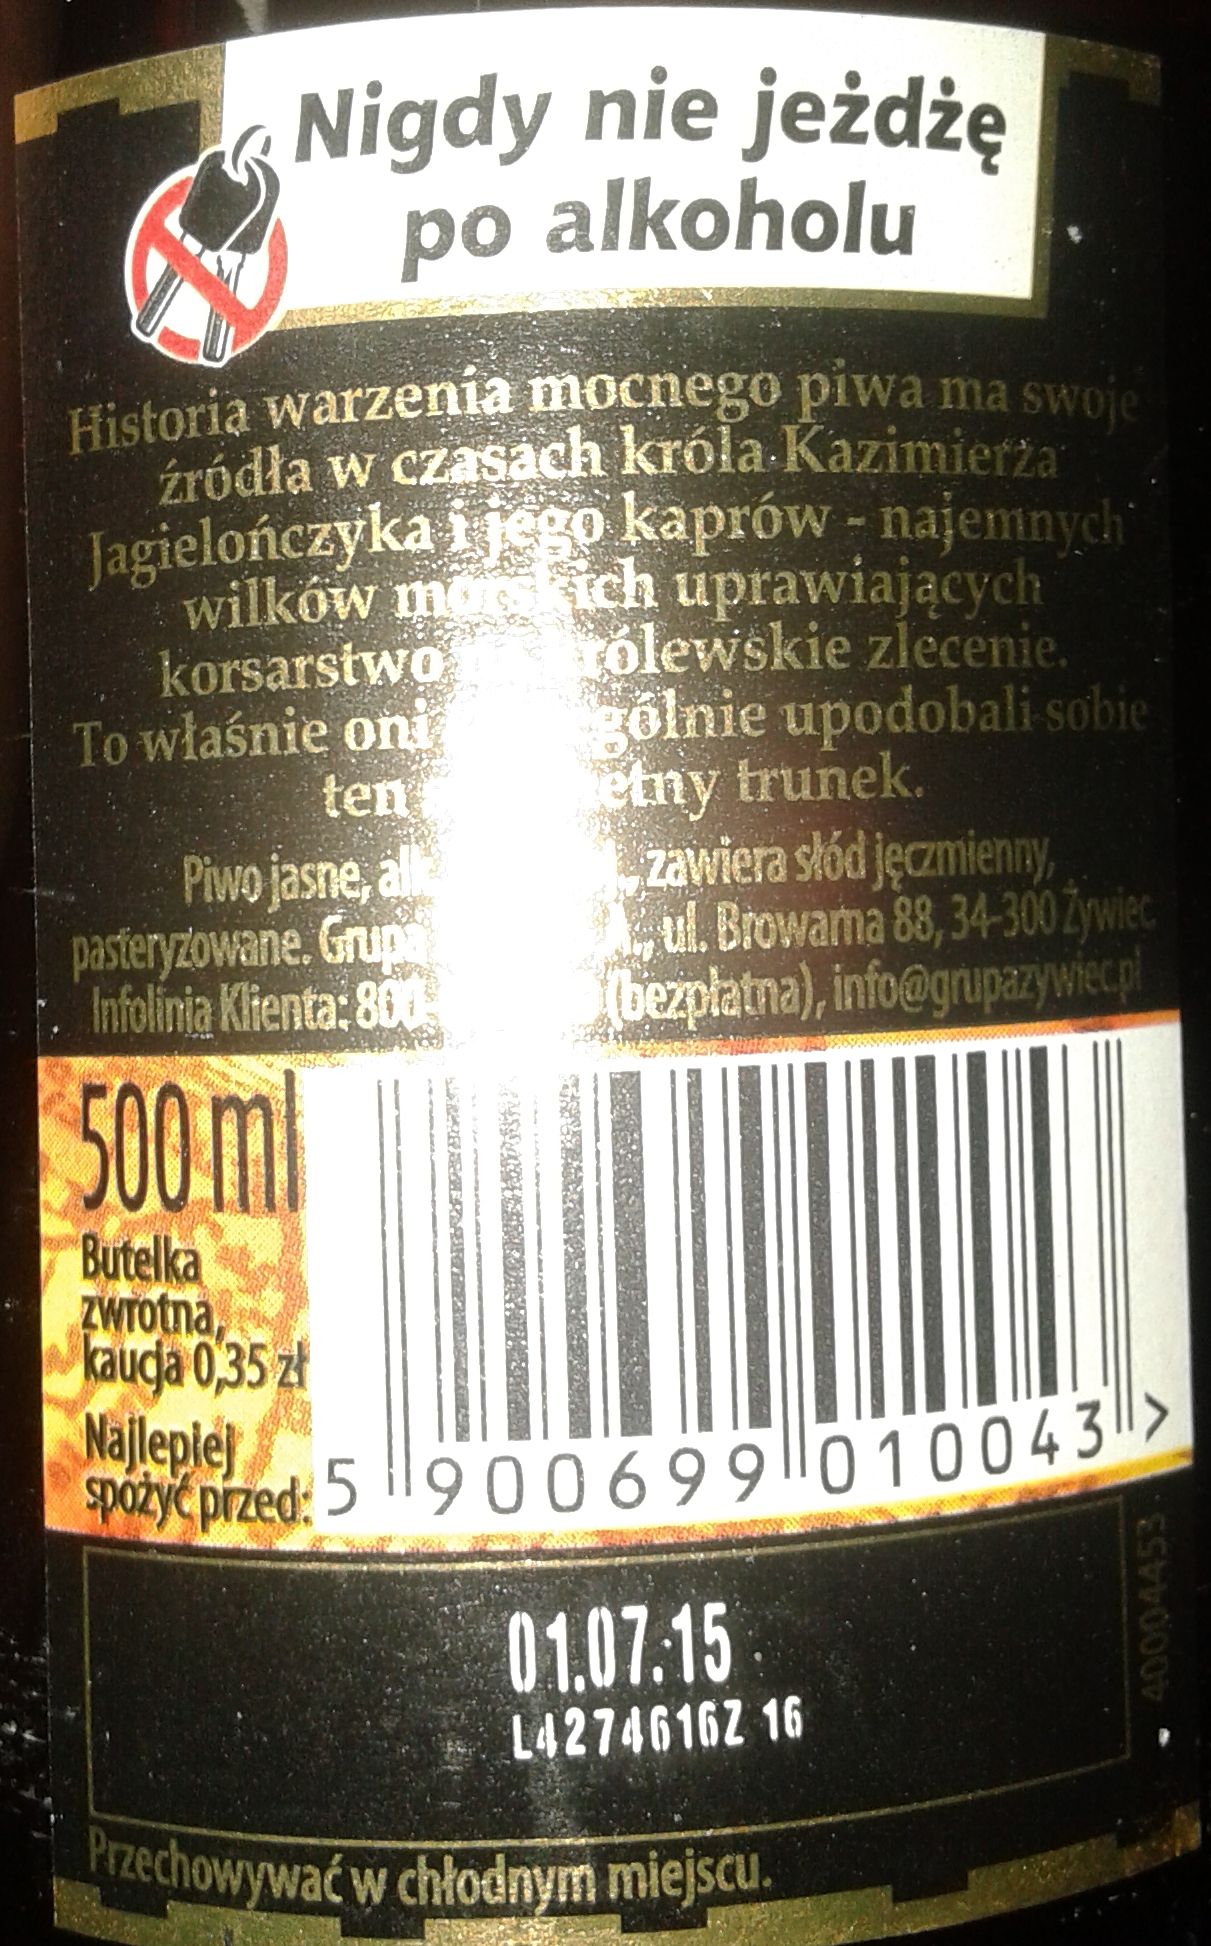 Nigdy nie jeżdżę
po alkoholu
Historia warzenia mocnego piwa ma swoje
źródła w czasach króla Kazimierza
Jagielończyka i jego kaprów - najemnych
wilków morskich uprawiających
korsarstwo królewskie zlecenie.
To właśnie oni upodobali sobie
ten trunek.
Piwo jasne, zawiera słód jęczmienny,
pasteryzowane. Grupa ul. Browarna 88, 34-300 Żywiec
Infolinia Klienta: 800 (bezpłatna), info@grupazywiec.pl
500 ml
Butelka
zwrotna,
kaucja 0,35 zł
Najlepiej
spożyć przed:
5 900699 010043 >
01.07.15
L4274616Z 16
40004453
Przechowywać w chłodnym miejscu.